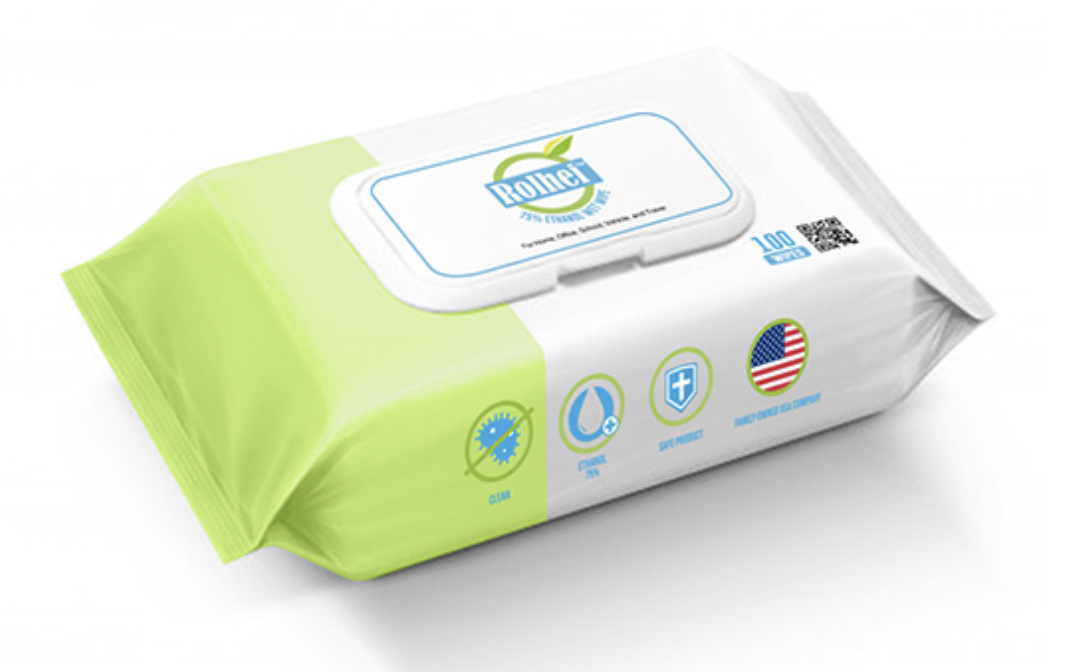 Rolhei™
75% ETHANOL WET WIPE
For Home, Office, School, Vehicle, and Travel
100
WIPES
CLEAN
ETHANOL
75%
SAFE PRODUCT
FAMILY-OWNED USA COMPANY